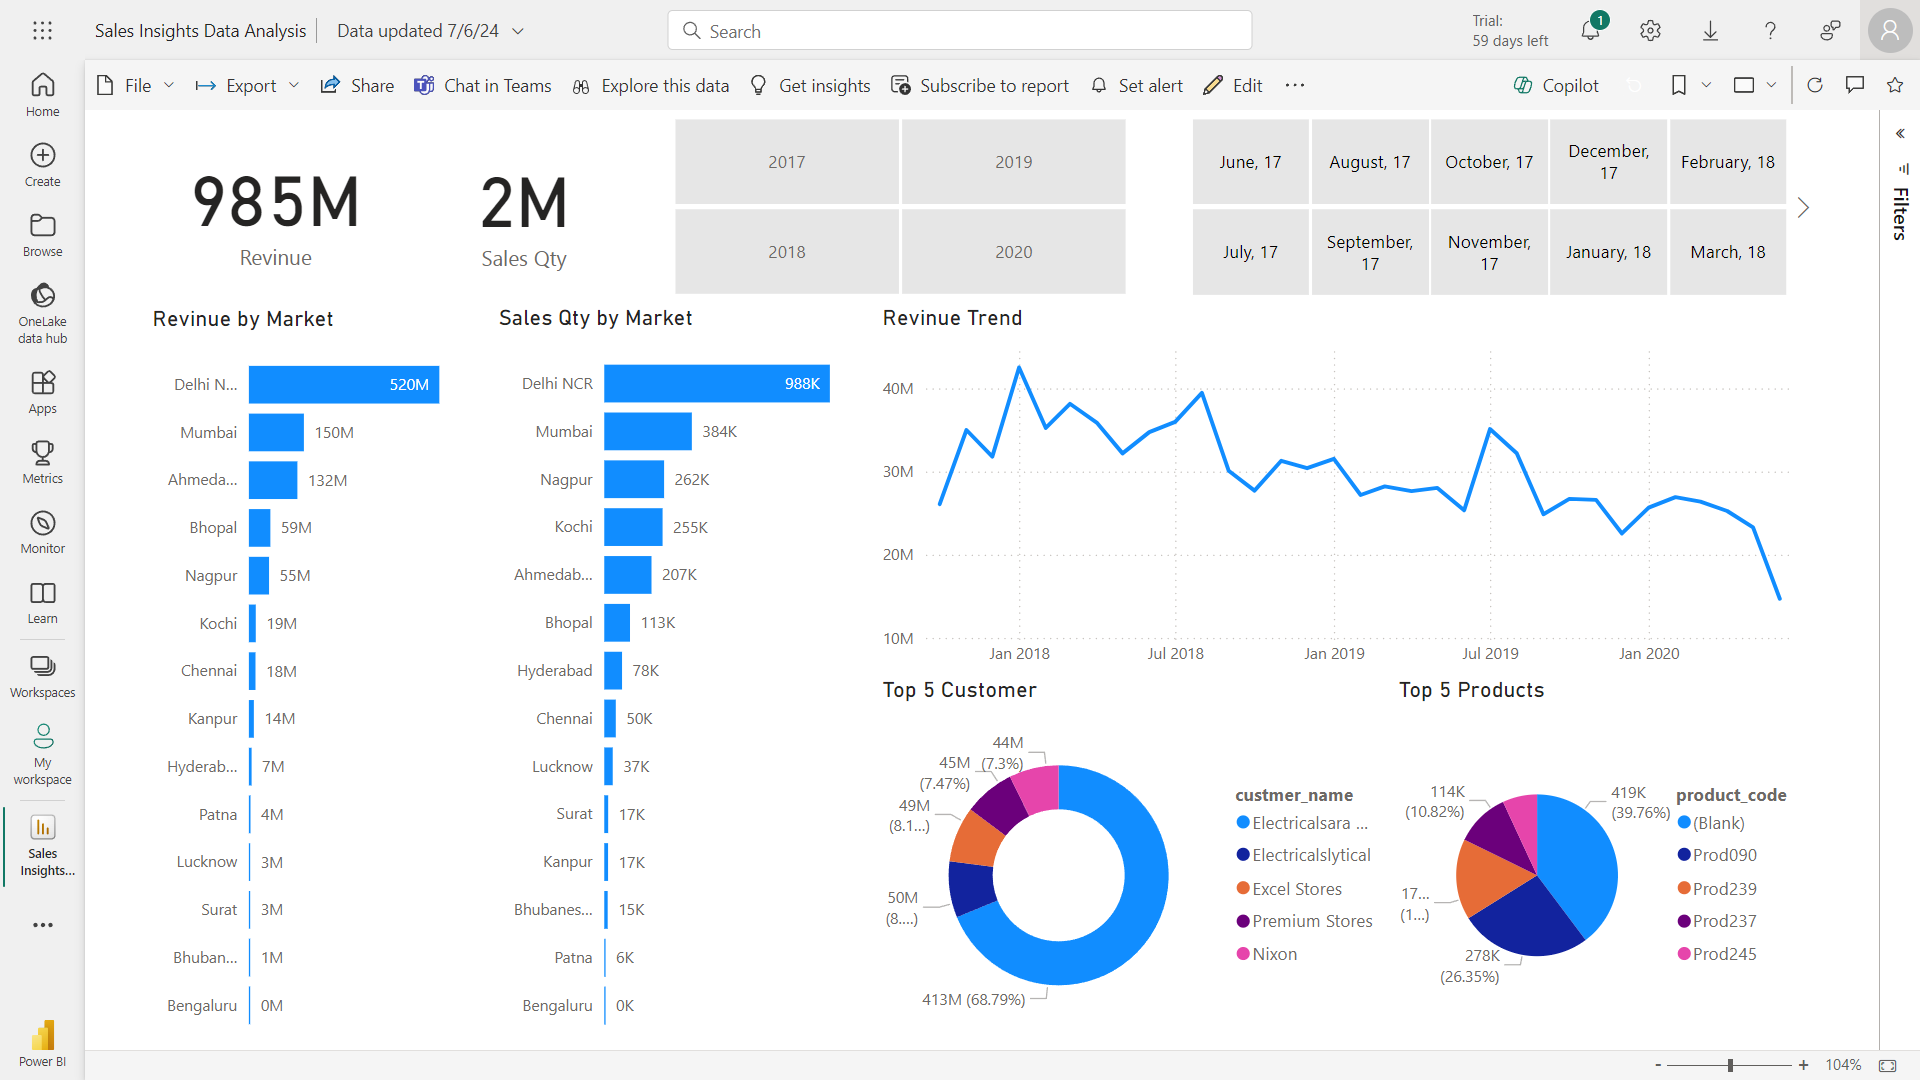 Sales Insights Data Analysis
Data updated 7/6/24
Search
Trial:
59 days left
1
Home
Create
Browse
OneLake
data hub
Apps
Metrics
Monitor
Learn
Workspaces
My
workspace
Sales
Insights...
Power BI
File
Export
Share
Chat in Teams
Explore this data
Get insights
Subscribe to report
Set alert
Edit
Copilot
985M
Revinue
2M
Sales Qty
2017
2019
2018
2020
June, 17
August, 17
October, 17
December,
17
February, 18
July, 17
September,
17
November,
17
January, 18
March, 18
Filters
Revinue by Market
Delhi N... 520M
Mumbai 150M
Ahmeda... 132M
Bhopal 59M
Nagpur 55M
Kochi 19M
Chennai 18M
Kanpur 14M
Hyderab... 7M
Patna 4M
Lucknow 3M
Surat 3M
Bhuban... 1M
Bengaluru 0M
Sales Qty by Market
Delhi NCR 988K
Mumbai 384K
Nagpur 262K
Kochi 255K
Ahmedab... 207K
Bhopal 113K
Hyderabad 78K
Chennai 50K
Lucknow 37K
Surat 17K
Kanpur 17K
Bhubanes... 15K
Patna 6K
Bengaluru 0K
Revinue Trend
40M
30M
20M
10M
Jan 2018
Jul 2018
Jan 2019
Jul 2019
Jan 2020
Top 5 Customer
44M
(7.3%)
45M
(7.47%)
49M
(8.1...)
50M
(8....)
413M (68.79%)
custmer_name
Electricalsara ...
Electricalslytical
Excel Stores
Premium Stores
Nixon
Top 5 Products
114K
(10.82%)
419K
(39.76%)
17...
(1...)
278K
(26.35%)
product_code
(Blank)
Prod090
Prod239
Prod237
Prod245
- + 104%